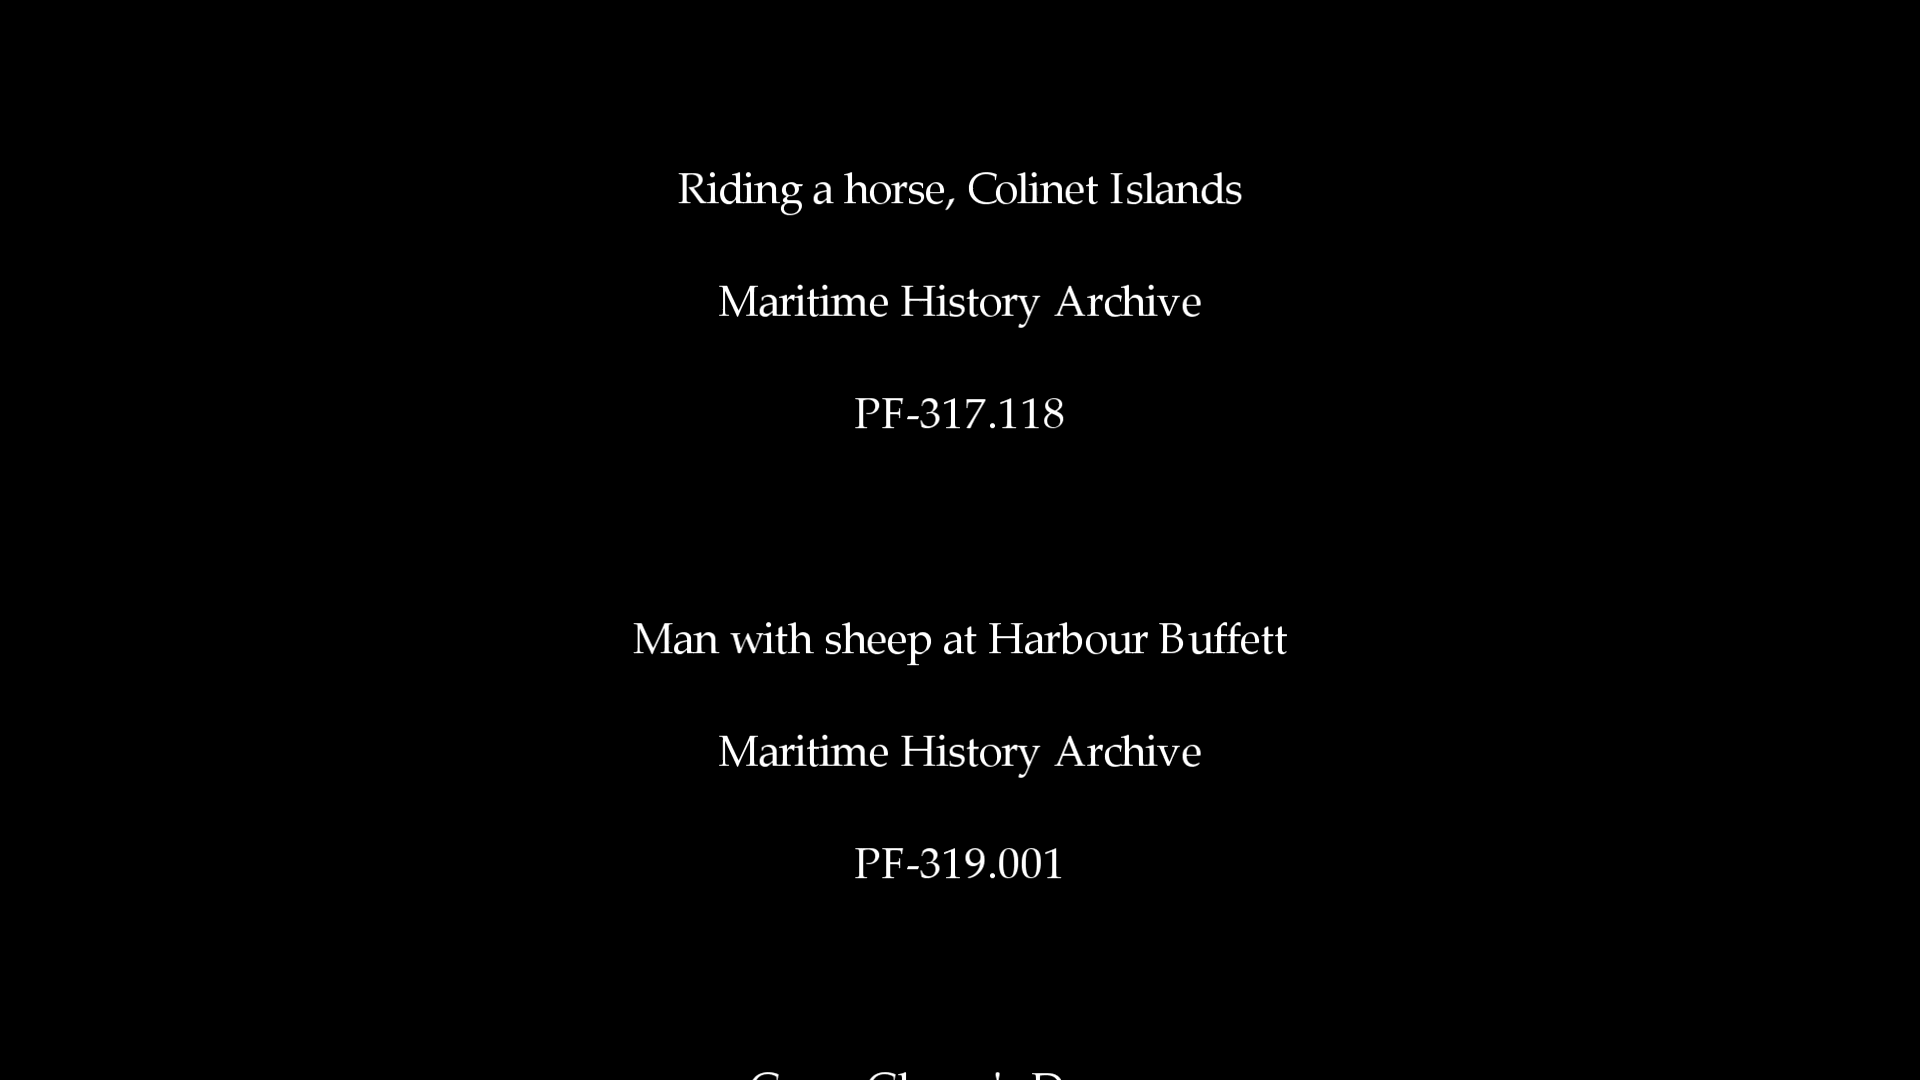 Riding a horse, Colinet Islands
Maritime History Archive
PF-317.118
Man with sheep at Harbour Buffett
Maritime History Archive
PF-319.001